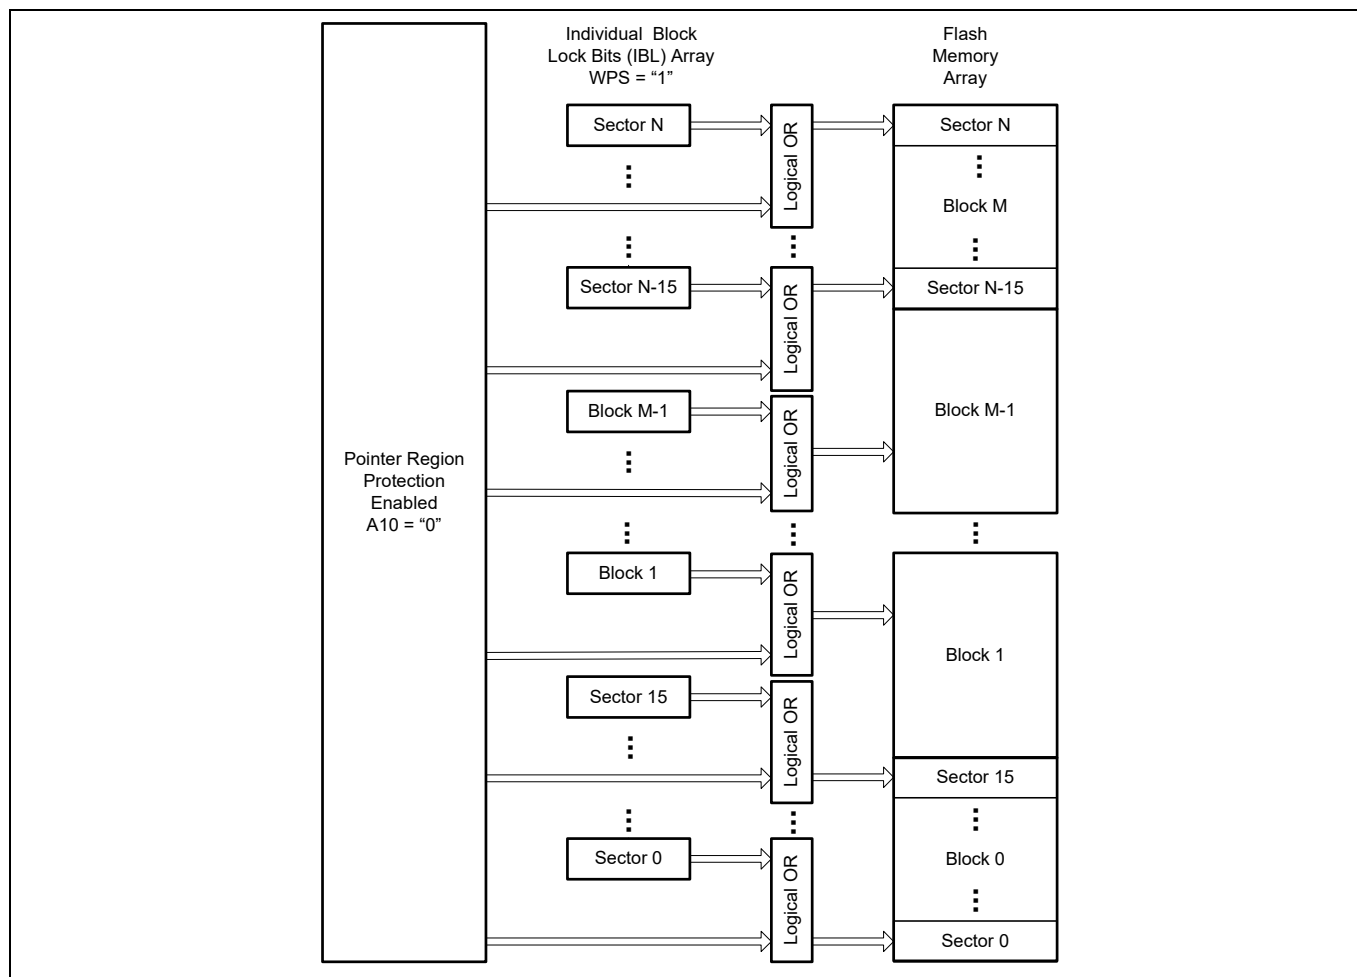 Individual Block
Lock Bits (IBL) Array
WPS = “1”
Flash
Memory
Array
Sector N
Logical OR
Sector N
Block M
Sector N-15
Logical OR
Sector N-15
Block M-1
Logical OR
Block M-1
Pointer Region
Protection
Enabled
A10 = “0”
Block 1
Logical OR
Block 1
Sector 15
Logical OR
Sector 15
Sector 0
Logical OR
Block 0
Sector 0